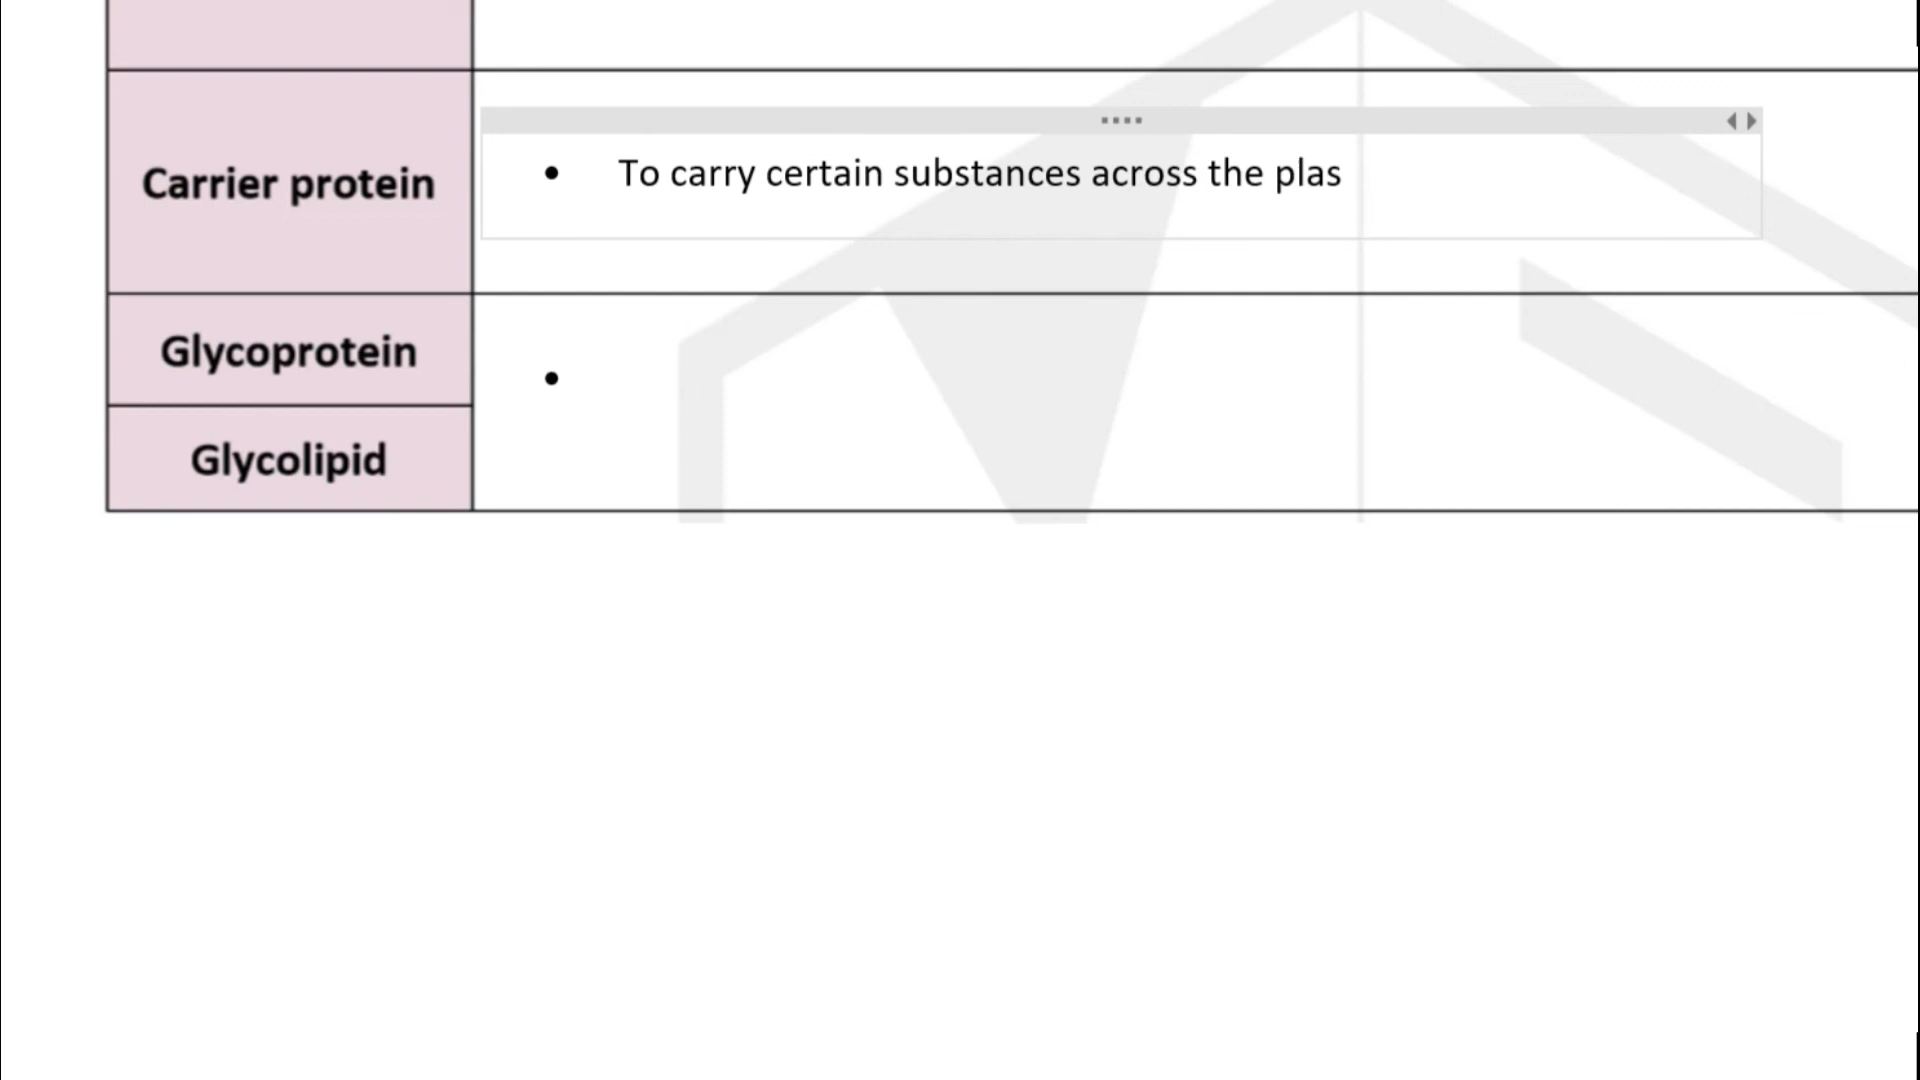 Carrier protein
• To carry certain substances across the plas
Glycoprotein
•
Glycolipid